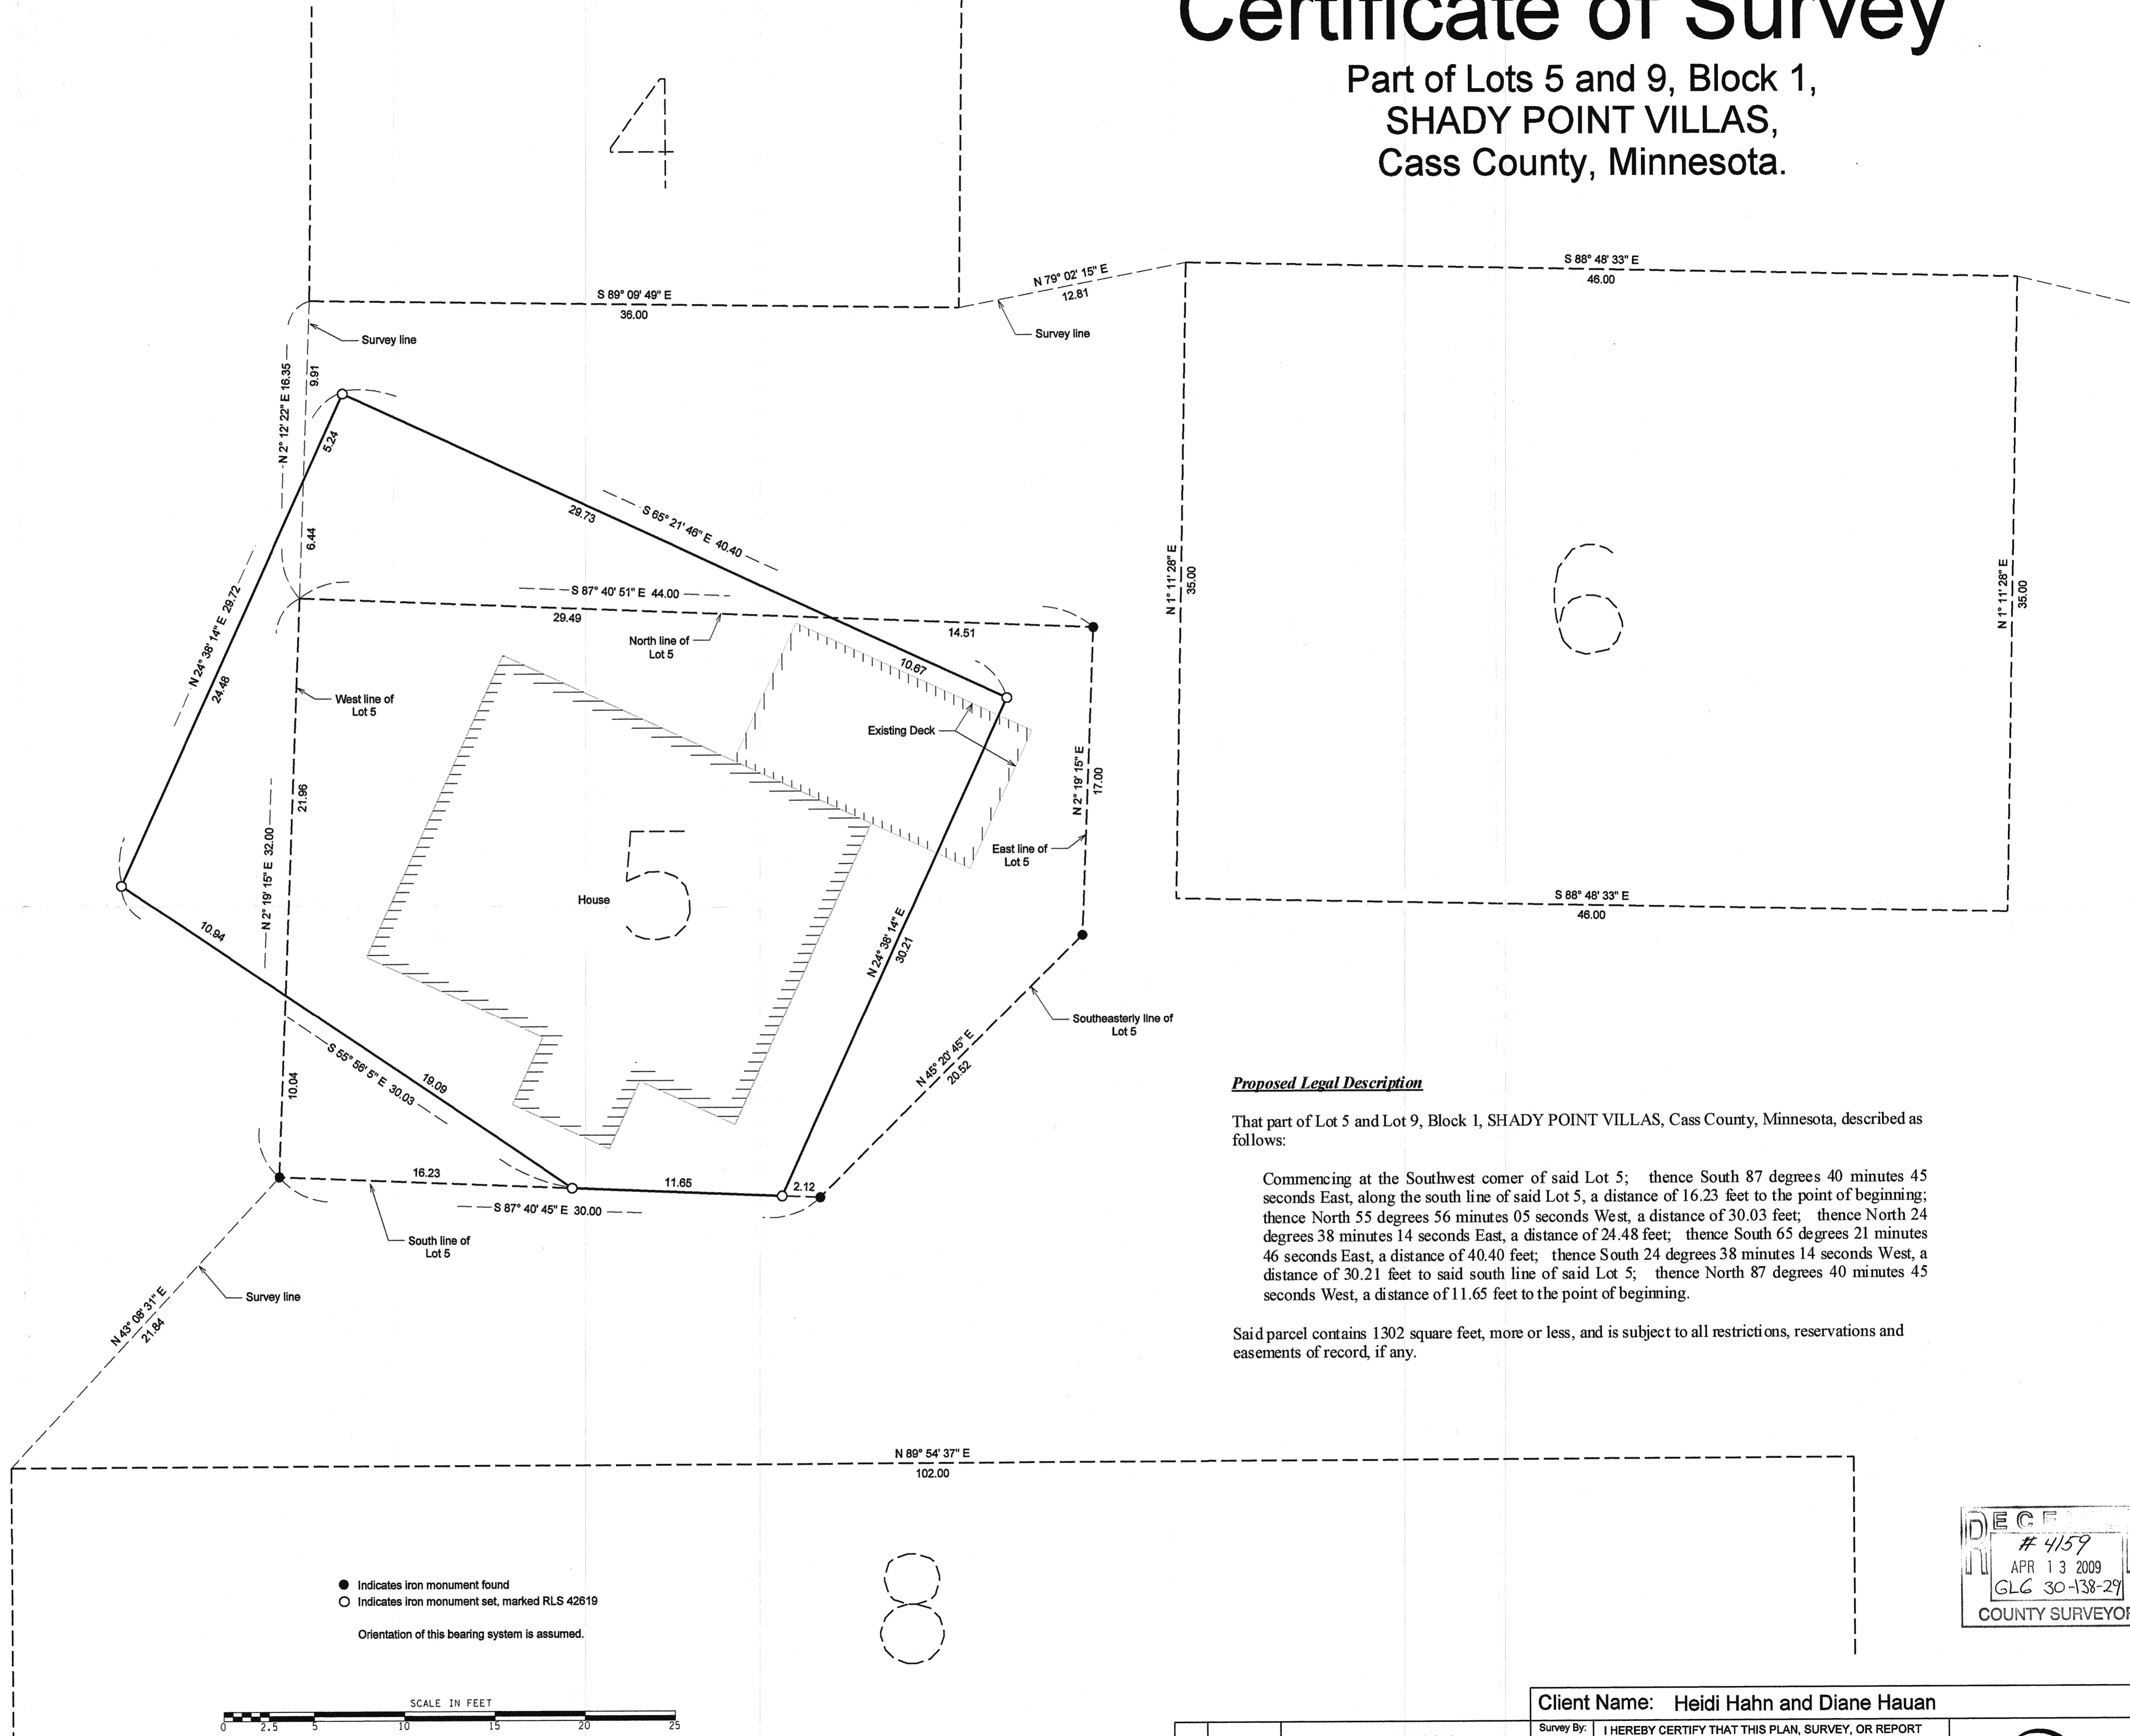 Certificate of Survey
Part of Lots 5 and 9, Block 1,
SHADY POINT VILLAS,
Cass County, Minnesota.
4
S 89° 09' 49" E
36.00
N 79° 02' 15" E
12.81
Survey line
Survey line
S 88° 48' 33" E
46.00
N 2° 12' 22" E 16.35
9.91
5.24
6.44
29.73
S 65° 21' 46" E 40.40
S 87° 40' 51" E 44.00
29.49
North line of
Lot 5
14.51
10.67
N 1° 11' 28" E
35.00
6
N 1° 11' 28" E
35.00
N 24° 38' 14" E 29.72
24.48
West line of
Lot 5
Existing Deck
N 2° 19' 15" E
17.00
21.96
N 2° 19' 15" E 32.00
East line of
Lot 5
House
5
S 88° 48' 33" E
46.00
10.94
N 24° 38' 14" E
30.21
Southeasterly line of
Lot 5
N 45° 20' 45" E
20.52
S 55° 56' 5" E 30.03
19.09
10.04
16.23
11.65
2.12
S 87° 40' 45" E 30.00
South line of
Lot 5
Survey line
N 43° 08' 31" E
21.84
Proposed Legal Description
That part of Lot 5 and Lot 9, Block 1, SHADY POINT VILLAS, Cass County, Minnesota, described as
follows:
Commencing at the Southwest corner of said Lot 5; thence South 87 degrees 40 minutes 45
seconds East, along the south line of said Lot 5, a distance of 16.23 feet to the point of beginning;
thence North 55 degrees 56 minutes 05 seconds West, a distance of 30.03 feet; thence North 24
degrees 38 minutes 14 seconds East, a distance of 24.48 feet; thence South 65 degrees 21 minutes
46 seconds East, a distance of 40.40 feet; thence South 24 degrees 38 minutes 14 seconds West, a
distance of 30.21 feet to said south line of said Lot 5; thence North 87 degrees 40 minutes 45
seconds West, a distance of 11.65 feet to the point of beginning.
Said parcel contains 1302 square feet, more or less, and is subject to all restrictions, reservations and
easements of record, if any.
N 89° 54' 37" E
102.00
8
Indicates iron monument found
Indicates iron monument set, marked RLS 42619
Orientation of this bearing system is assumed.
# 4159
APR 13 2009
GLG 30-138-29
COUNTY SURVEYOR
SCALE IN FEET
0 2.5 5 10 15 20 25
Client Name: Heidi Hahn and Diane Hauan
Survey By: I HEREBY CERTIFY THAT THIS PLAN, SURVEY, OR REPORT